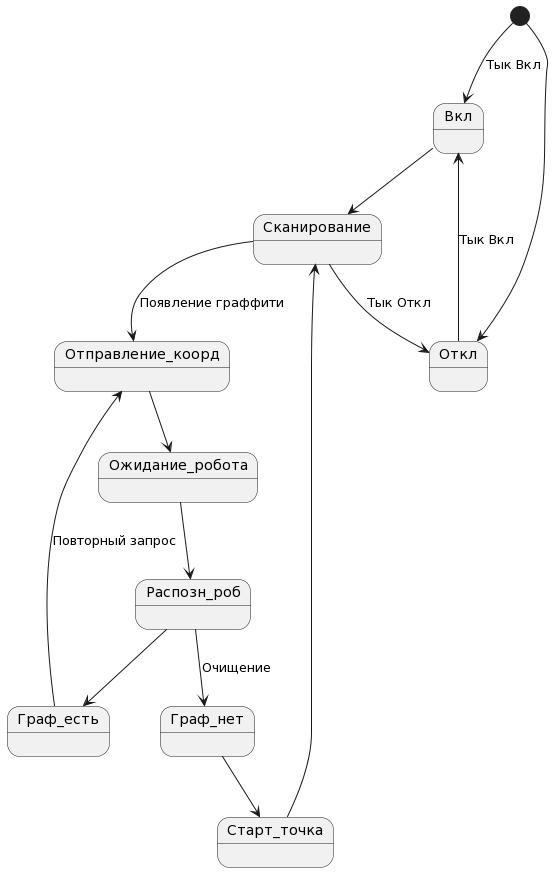 Тык Вкл
Вкл
Сканирование
Тык Вкл
Появление граффити
Тык Откл
Отправление_коорд
Откл
Ожидание_робота
Повторный запрос
Распозн_роб
Очищение
Граф_есть
Граф_нет
Старт_точка